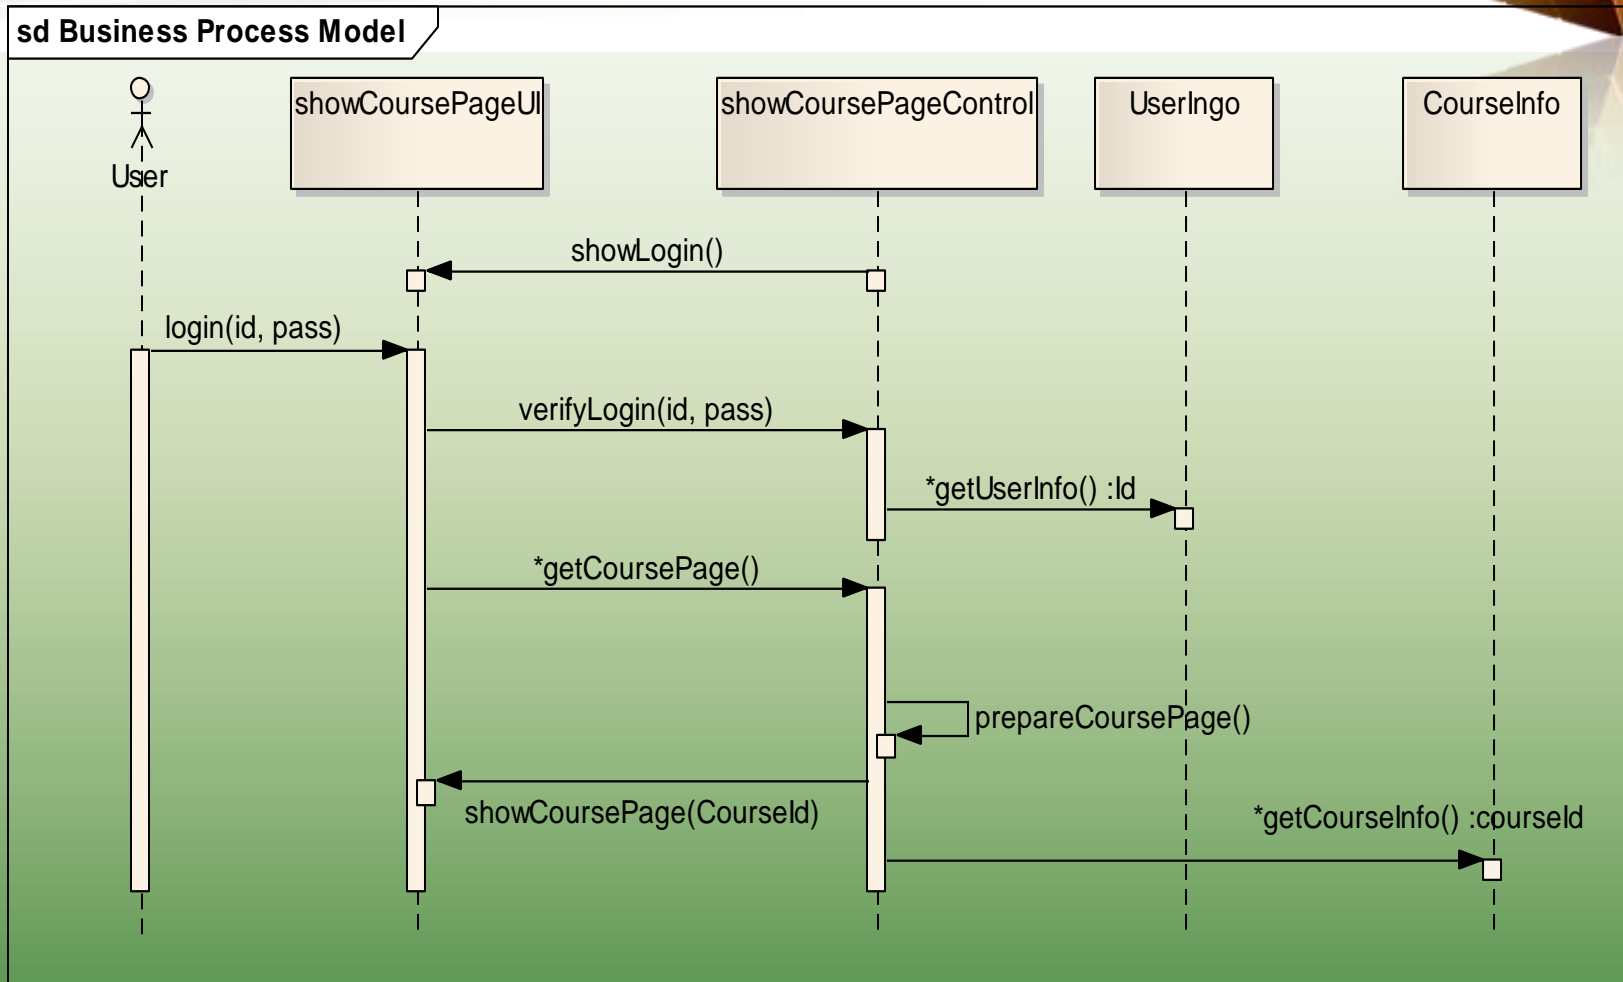 sd Business Process Model
User
showCoursePageUI
showCoursePageControl
UserIngo
CourseInfo
showLogin()
login(id, pass)
verifyLogin(id, pass)
*getUserInfo() :Id
*getCoursePage()
prepareCoursePage()
showCoursePage(CourseId)
*getCourseInfo() :courseId